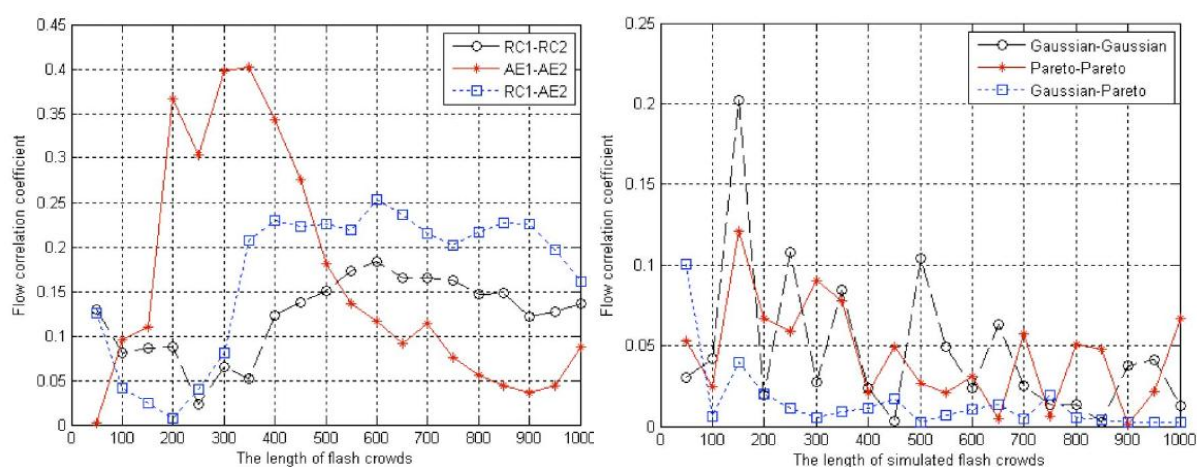 0.45
0.4
0.35
0.3
0.25
0.2
0.15
0.1
0.05
0
Flow correlation coefficient
RC1-RC2
AE1-AE2
RC1-AE2
0 100 200 300 400 500 600 700 800 900 1000
The length of flash crowds
0.25
0.2
0.15
0.1
0.05
0
Flow correlation coefficient
Gaussian-Gaussian
Pareto-Pareto
Gaussian-Pareto
0 100 200 300 400 500 600 700 800 900 1000
The length of simulated flash crowds